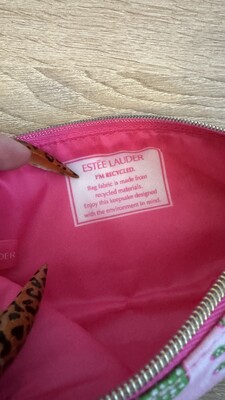 ESTĒE LAUDER
I'M RECYCLED.
Bag fabric is made from
recycled materials.
Enjoy this keepsake designed
with the environment in mind.
UDER